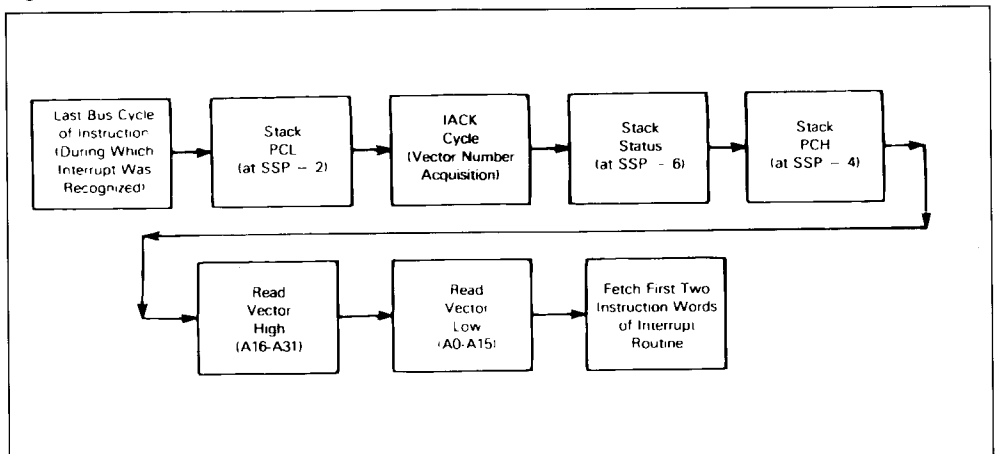 Last Bus Cycle
of Instruction
(During Which
Interrupt Was
Recognized)
Stack
PCL
(at SSP – 2)
IACK
Cycle
(Vector Number
Acquisition)
Stack
Status
(at SSP - 6)
Stack
PCH
(at SSP – 4)
Read
Vector
High
(A16-A31)
Read
Vector
Low
(A0-A15)
Fetch First Two
Instruction Words
of Interrupt
Routine